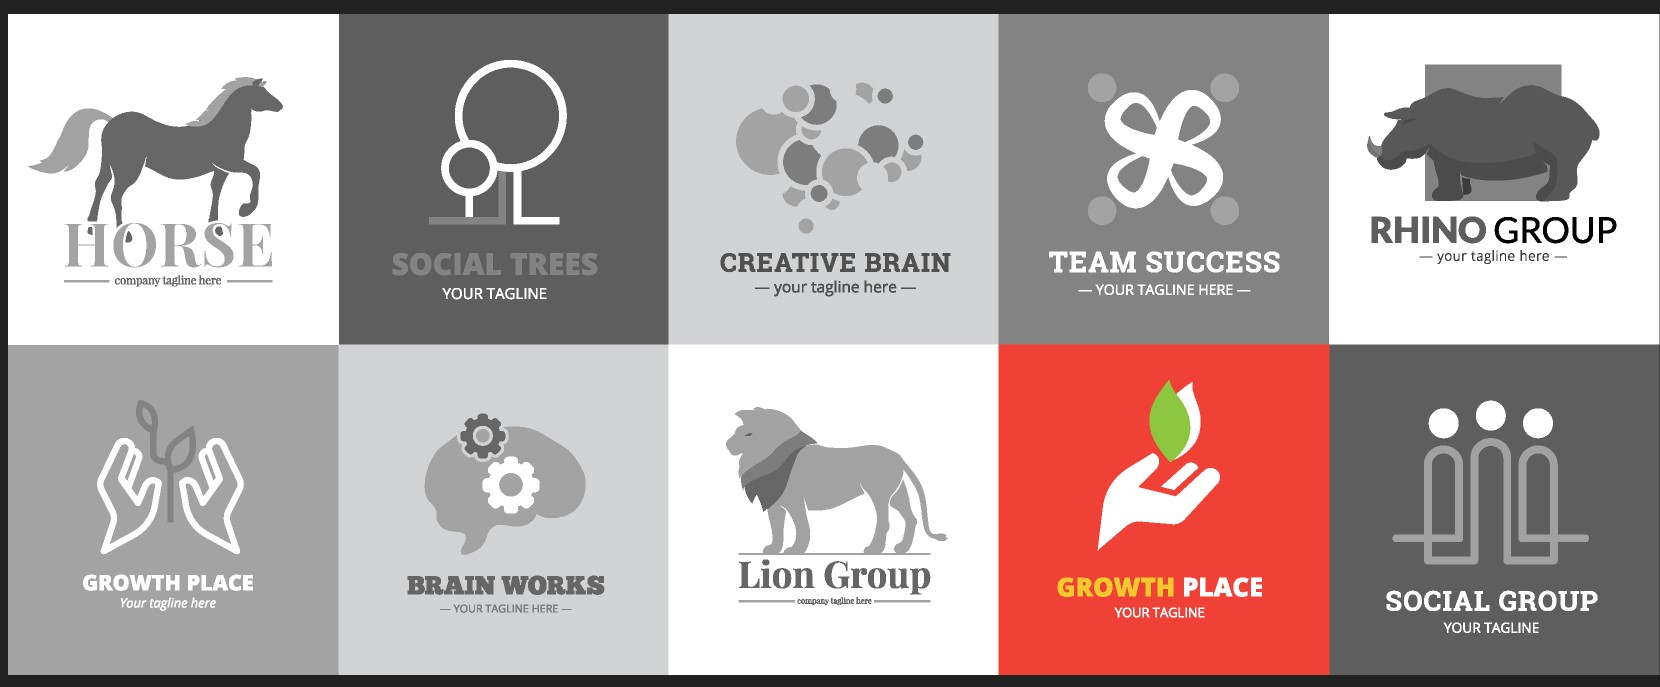 HORSE
company tagline here
SOCIAL TREES
YOUR TAGLINE
CREATIVE BRAIN
— your tagline here —
TEAM SUCCESS
— YOUR TAGLINE HERE —
RHINO GROUP
— your tagline here —
GROWTH PLACE
Your tagline here
BRAIN WORKS
— YOUR TAGLINE HERE —
Lion Group
company tagline here
GROWTH PLACE
YOUR TAGLINE
SOCIAL GROUP
YOUR TAGLINE